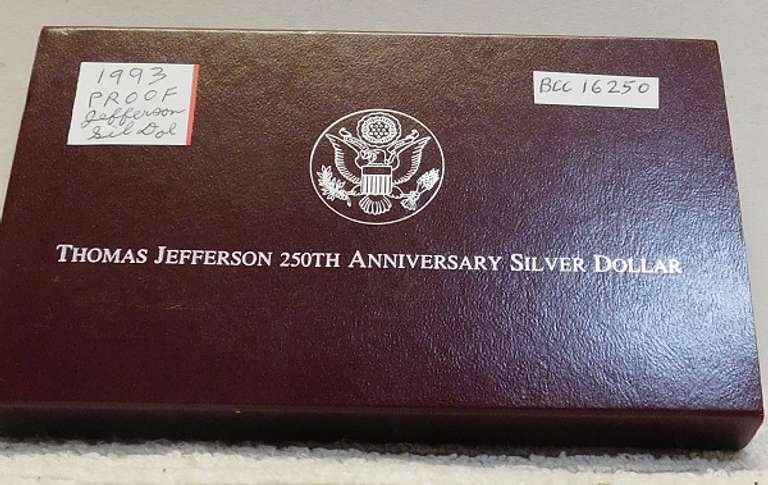 1993
PROOF
Jefferson
Sil Dol
BCC 16250
THOMAS JEFFERSON 250TH ANNIVERSARY SILVER DOLLAR